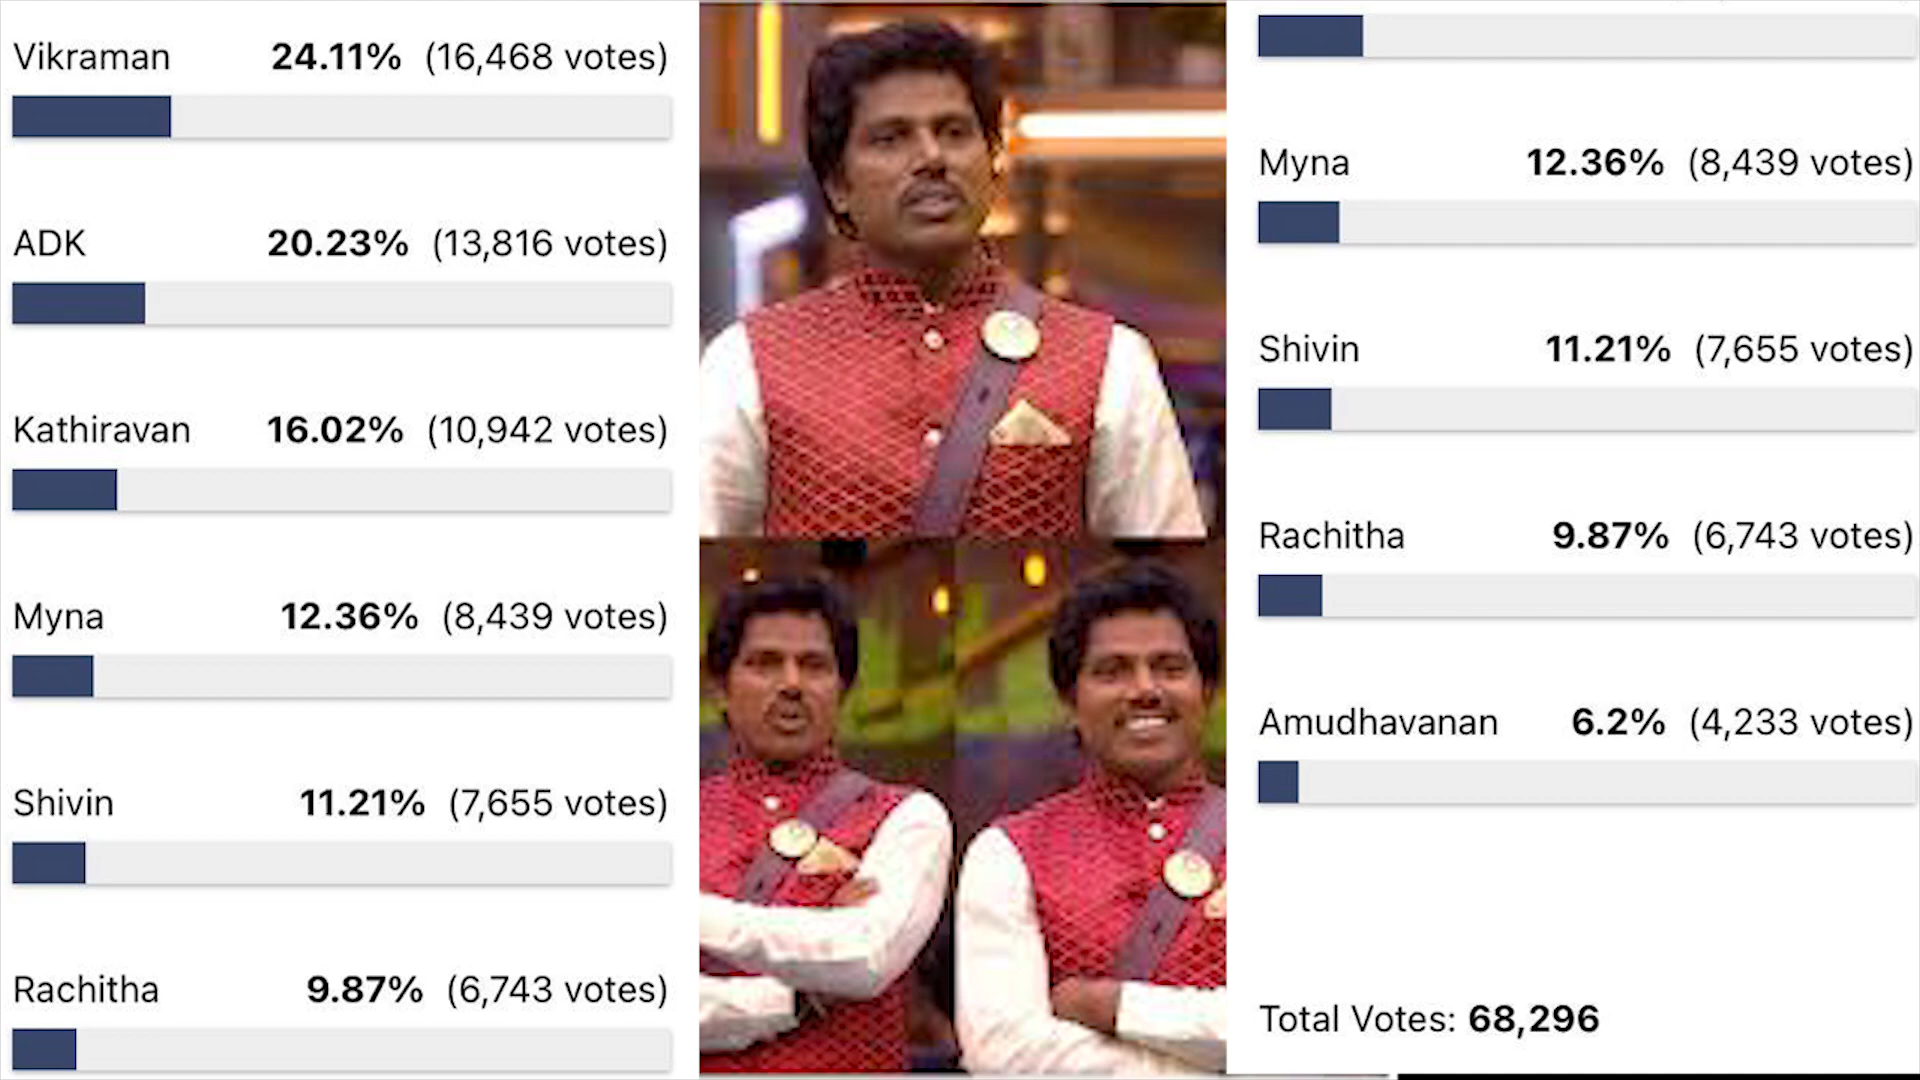 Vikraman 24.11% (16,468 votes)
ADK 20.23% (13,816 votes)
Kathiravan 16.02% (10,942 votes)
Myna 12.36% (8,439 votes)
Shivin 11.21% (7,655 votes)
Rachitha 9.87% (6,743 votes)
Myna 12.36% (8,439 votes)
Shivin 11.21% (7,655 votes)
Rachitha 9.87% (6,743 votes)
Amudhavanan 6.2% (4,233 votes)
Total Votes: 68,296